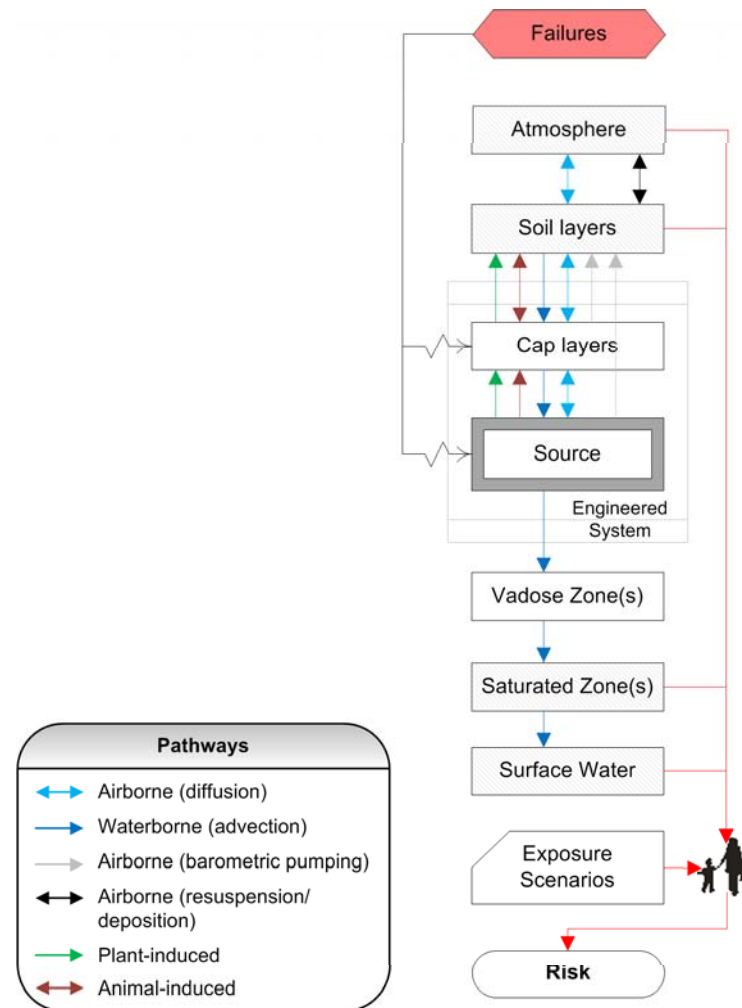 Failures
Atmosphere
Soil layers
Cap layers
Source
Engineered
System
Vadose Zone(s)
Saturated Zone(s)
Surface Water
Exposure
Scenarios
Risk
Pathways
Airborne (diffusion)
Waterborne (advection)
Airborne (barometric pumping)
Airborne (resuspension/
deposition)
Plant-induced
Animal-induced